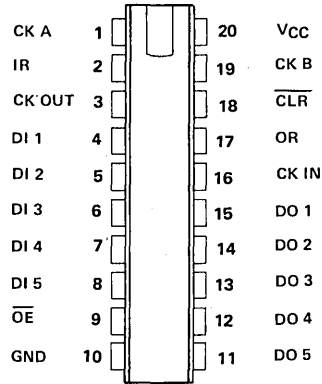 CK A 1 20 VCC
IR 2 19 CK B
CK OUT 3 18 C̅L̅R̅
DI 1 4 17 OR
DI 2 5 16 CK IN
DI 3 6 15 DO 1
DI 4 7 14 DO 2
DI 5 8 13 DO 3
O̅E̅ 9 12 DO 4
GND 10 11 DO 5